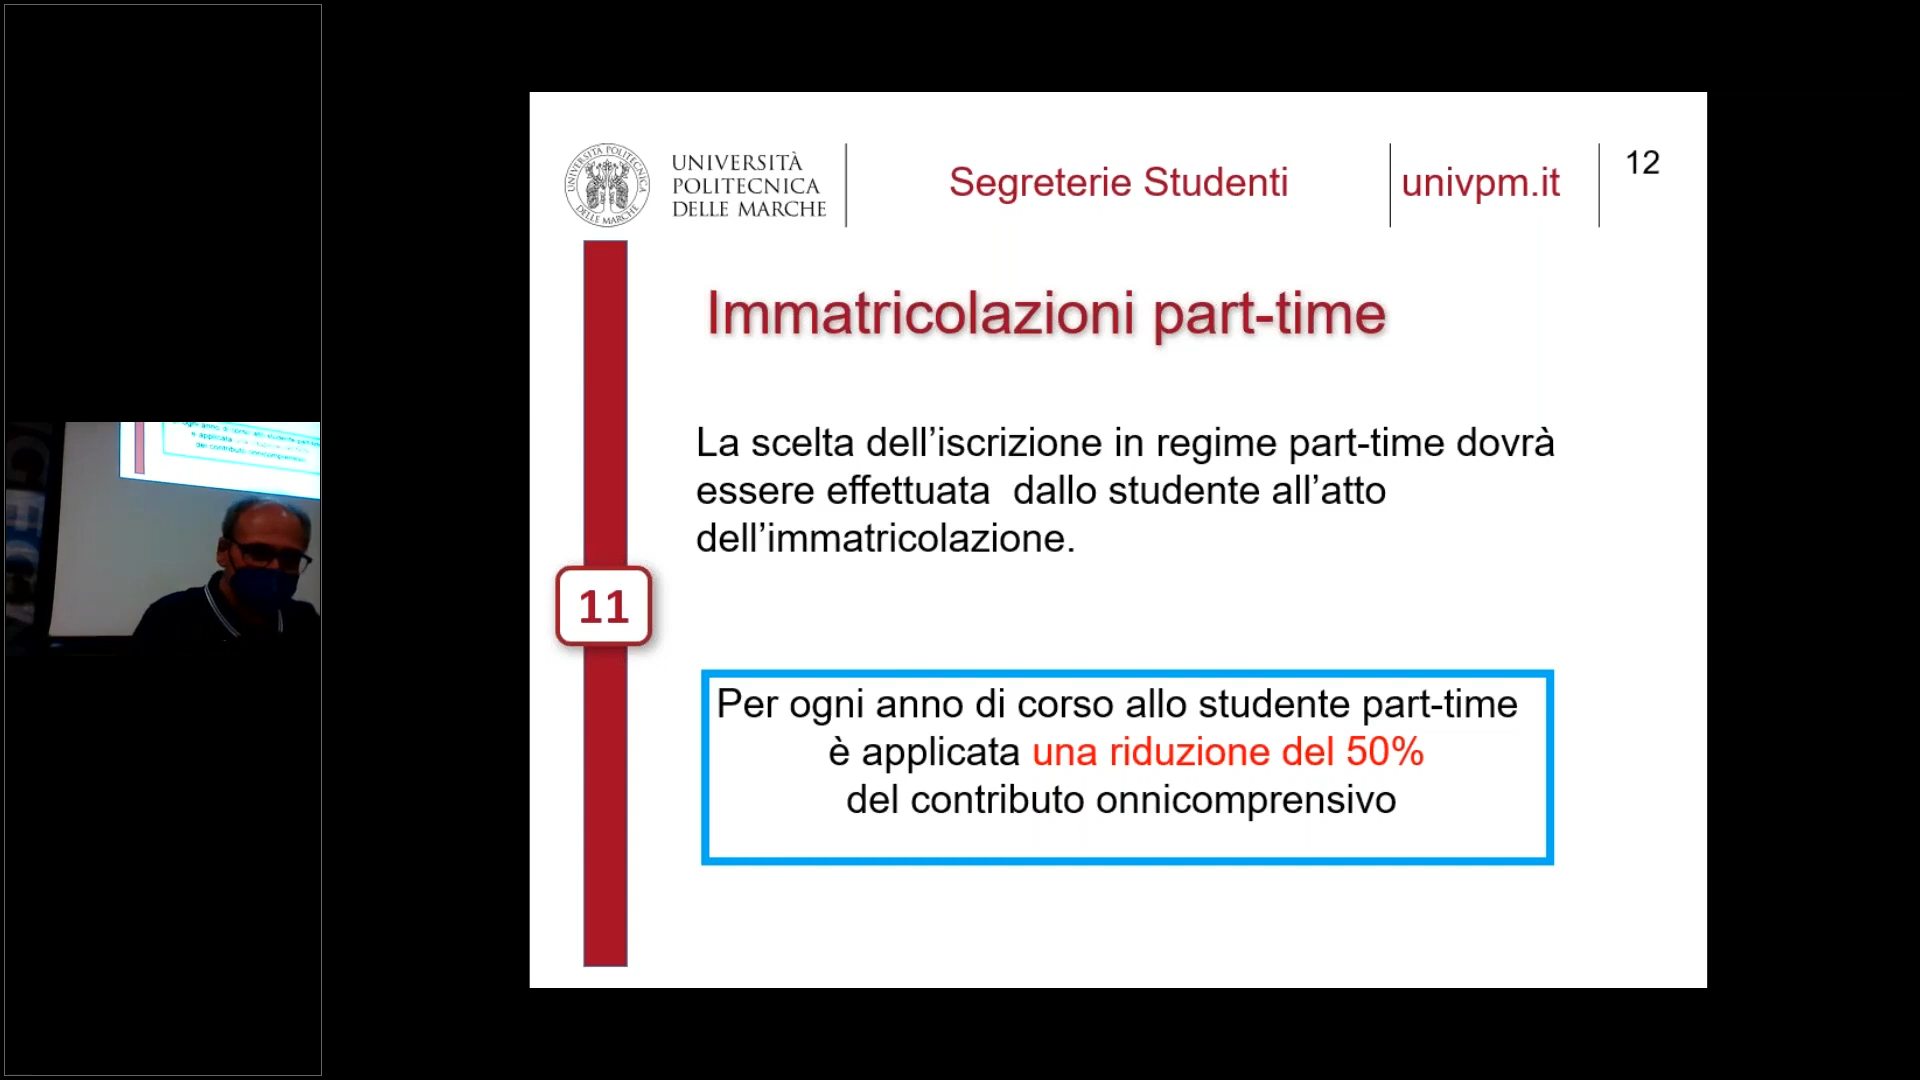 UNIVERSITÀ
POLITECNICA
DELLE MARCHE
Segreterie Studenti
univpm.it
12
Immatricolazioni part-time
La scelta dell’iscrizione in regime part-time dovrà
essere effettuata  dallo studente all’atto
dell’immatricolazione.
11
Per ogni anno di corso allo studente part-time
è applicata una riduzione del 50%
del contributo onnicomprensivo